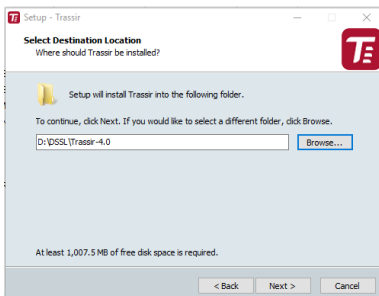 Setup - Trassir
Select Destination Location
Where should Trassir be installed?
Setup will install Trassir into the following folder.
To continue, click Next. If you would like to select a different folder, click Browse.
D:\DSSL\Trassir-4.0
Browse...
At least 1,007.5 MB of free disk space is required.
< Back
Next >
Cancel